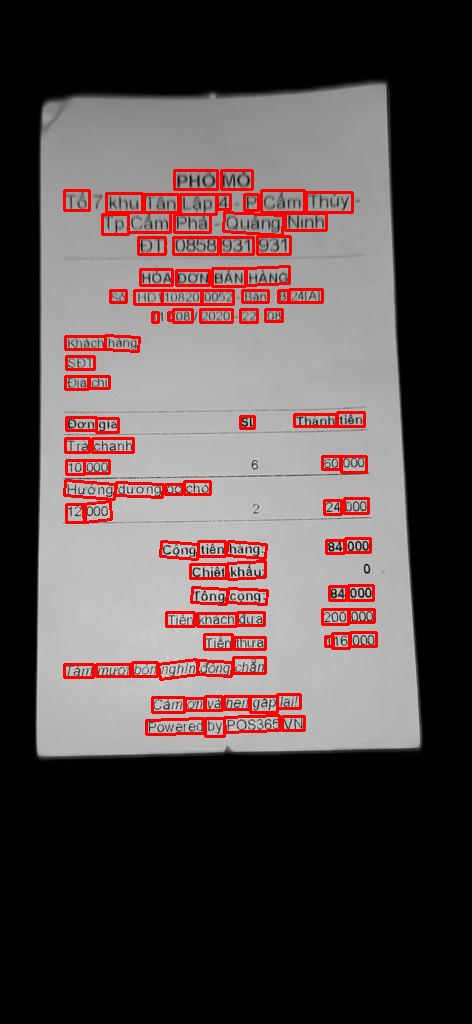 PHỐ MỎ
Tổ 7 khu Tân Lập 4 - P Cẩm Thủy -
Tp Cẩm Phả - Quảng Ninh
ĐT 0858 931 931
HÓA ĐƠN BÁN HÀNG
Số HD110820 0052 - Bàn 24(A)
11/08/2020 - 22:08
Khách hàng
SĐT
Địa chỉ
Đơn giá Sl Thành tiền
Trà chanh
10 000 6 60 000
Hướng dương óc chó
12 000 2 24 000
Cộng tiền hàng: 84 000
Chiết khấu: 0
Tổng cộng: 84 000
Tiền khách đưa 200 000
Tiền thừa 116 000
Tám mươi bốn nghìn đồng chẵn
Cảm ơn và hẹn gặp lại!
Powered by POS365.VN